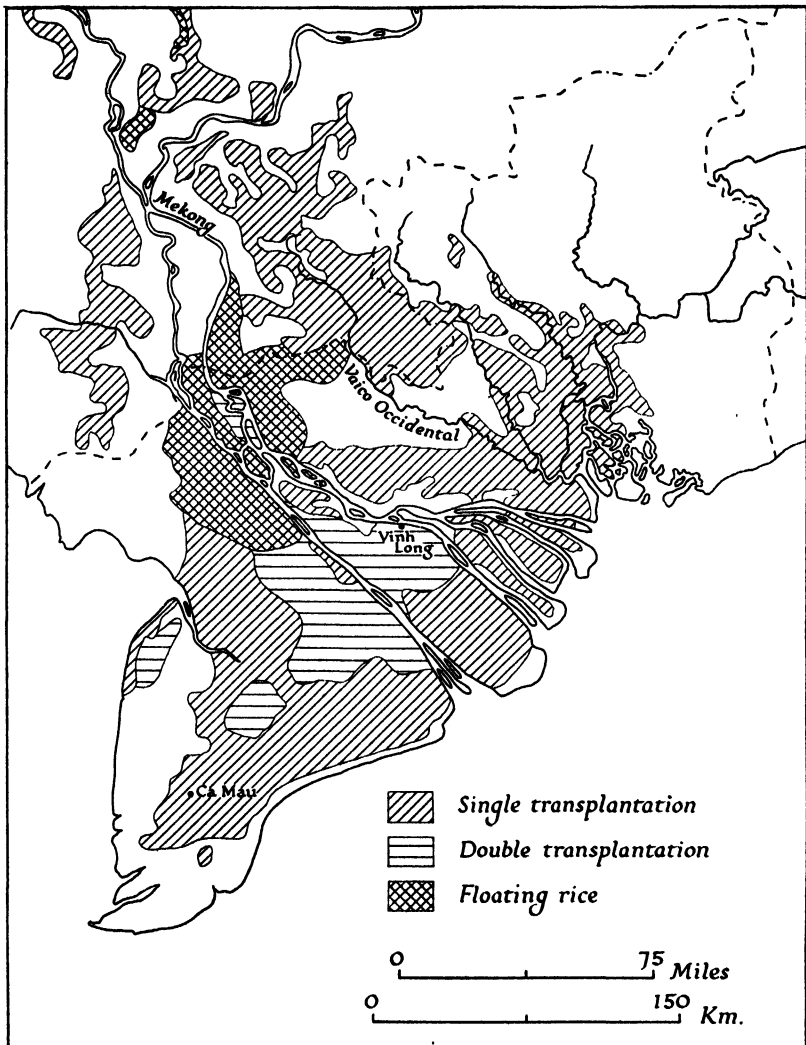 Mekong
Vaico Occidental
Vinh
Long
Cà Mau
Single transplantation
Double transplantation
Floating rice
0 75 Miles
0 150 Km.